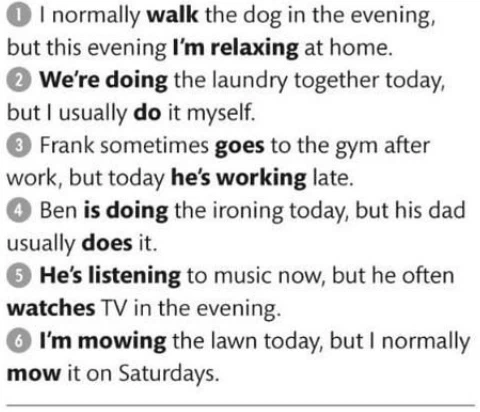 1 I normally walk the dog in the evening,
but this evening I'm relaxing at home.
2 We're doing the laundry together today,
but I usually do it myself.
3 Frank sometimes goes to the gym after
work, but today he's working late.
4 Ben is doing the ironing today, but his dad
usually does it.
5 He's listening to music now, but he often
watches TV in the evening.
6 I'm mowing the lawn today, but I normally
mow it on Saturdays.